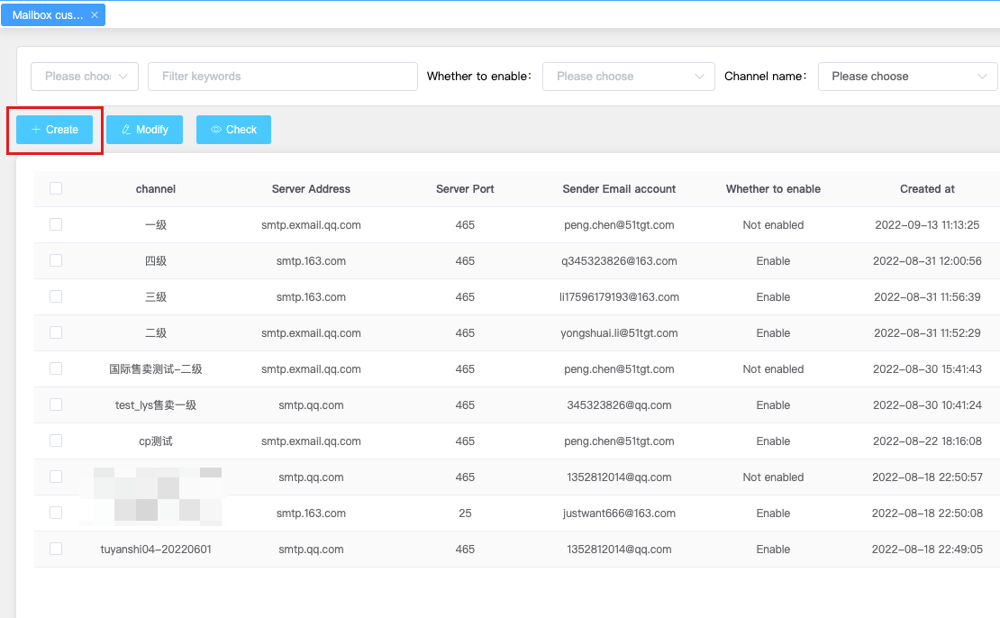 Mailbox cus... ×
Please choo Filter keywords Whether to enable: Please choose Channel name: Please choose
Create Modify Check
channel Server Address Server Port Sender Email account Whether to enable Created at
一级 smtp.exmail.qq.com 465 peng.chen@51tgt.com Not enabled 2022-09-13 11:13:25
四级 smtp.163.com 465 q345323826@163.com Enable 2022-08-31 12:00:56
三级 smtp.163.com 465 li17596179193@163.com Enable 2022-08-31 11:56:39
二级 smtp.exmail.qq.com 465 yongshuai.li@51tgt.com Enable 2022-08-31 11:52:29
国际售卖测试-二级 smtp.exmail.qq.com 465 peng.chen@51tgt.com Not enabled 2022-08-30 15:41:43
test_lys售卖一级 smtp.qq.com 465 345323826@qq.com Enable 2022-08-30 10:41:24
cp测试 smtp.exmail.qq.com 465 peng.chen@51tgt.com Enable 2022-08-22 18:16:08
smtp.qq.com 465 1352812014@qq.com Not enabled 2022-08-18 22:50:57
smtp.163.com 25 justwant666@163.com Enable 2022-08-18 22:50:08
tuyanshi04-20220601 smtp.qq.com 465 1352812014@qq.com Enable 2022-08-18 22:49:05